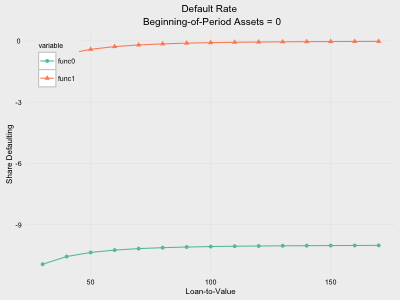 Default Rate
Beginning-of-Period Assets = 0
variable
func0
func1
Share Defaulting
0
-3
-6
-9
50
100
150
Loan-to-Value